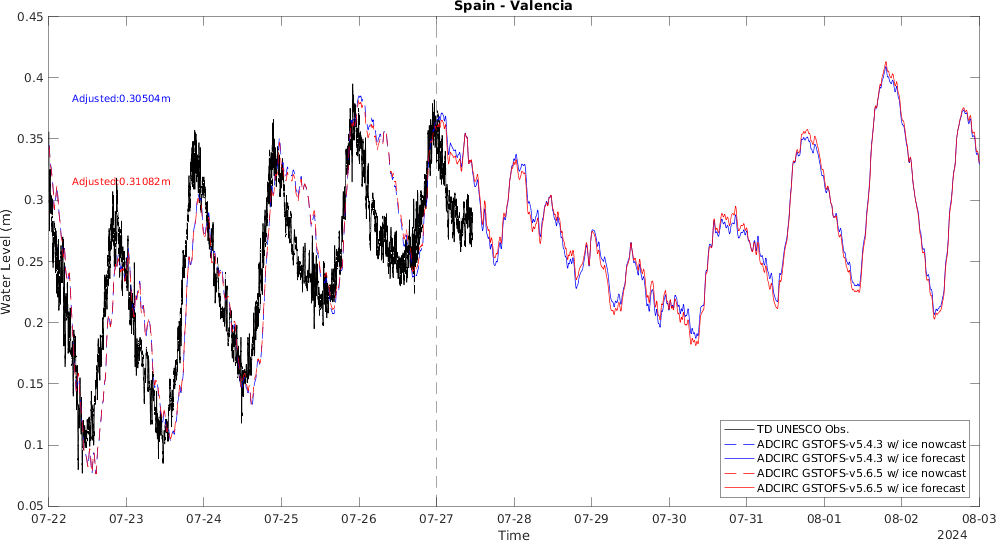 Spain - Valencia
0.45
0.4
0.35
0.3
0.25
0.2
0.15
0.1
0.05
Water Level (m)
Adjusted:0.30504m
Adjusted:0.31082m
TD UNESCO Obs.
ADCIRC GSTOFS-v5.4.3 w/ ice nowcast
ADCIRC GSTOFS-v5.4.3 w/ ice forecast
ADCIRC GSTOFS-v5.6.5 w/ ice nowcast
ADCIRC GSTOFS-v5.6.5 w/ ice forecast
07-22 07-23 07-24 07-25 07-26 07-27 07-28 07-29 07-30 07-31 08-01 08-02 08-03
Time
2024